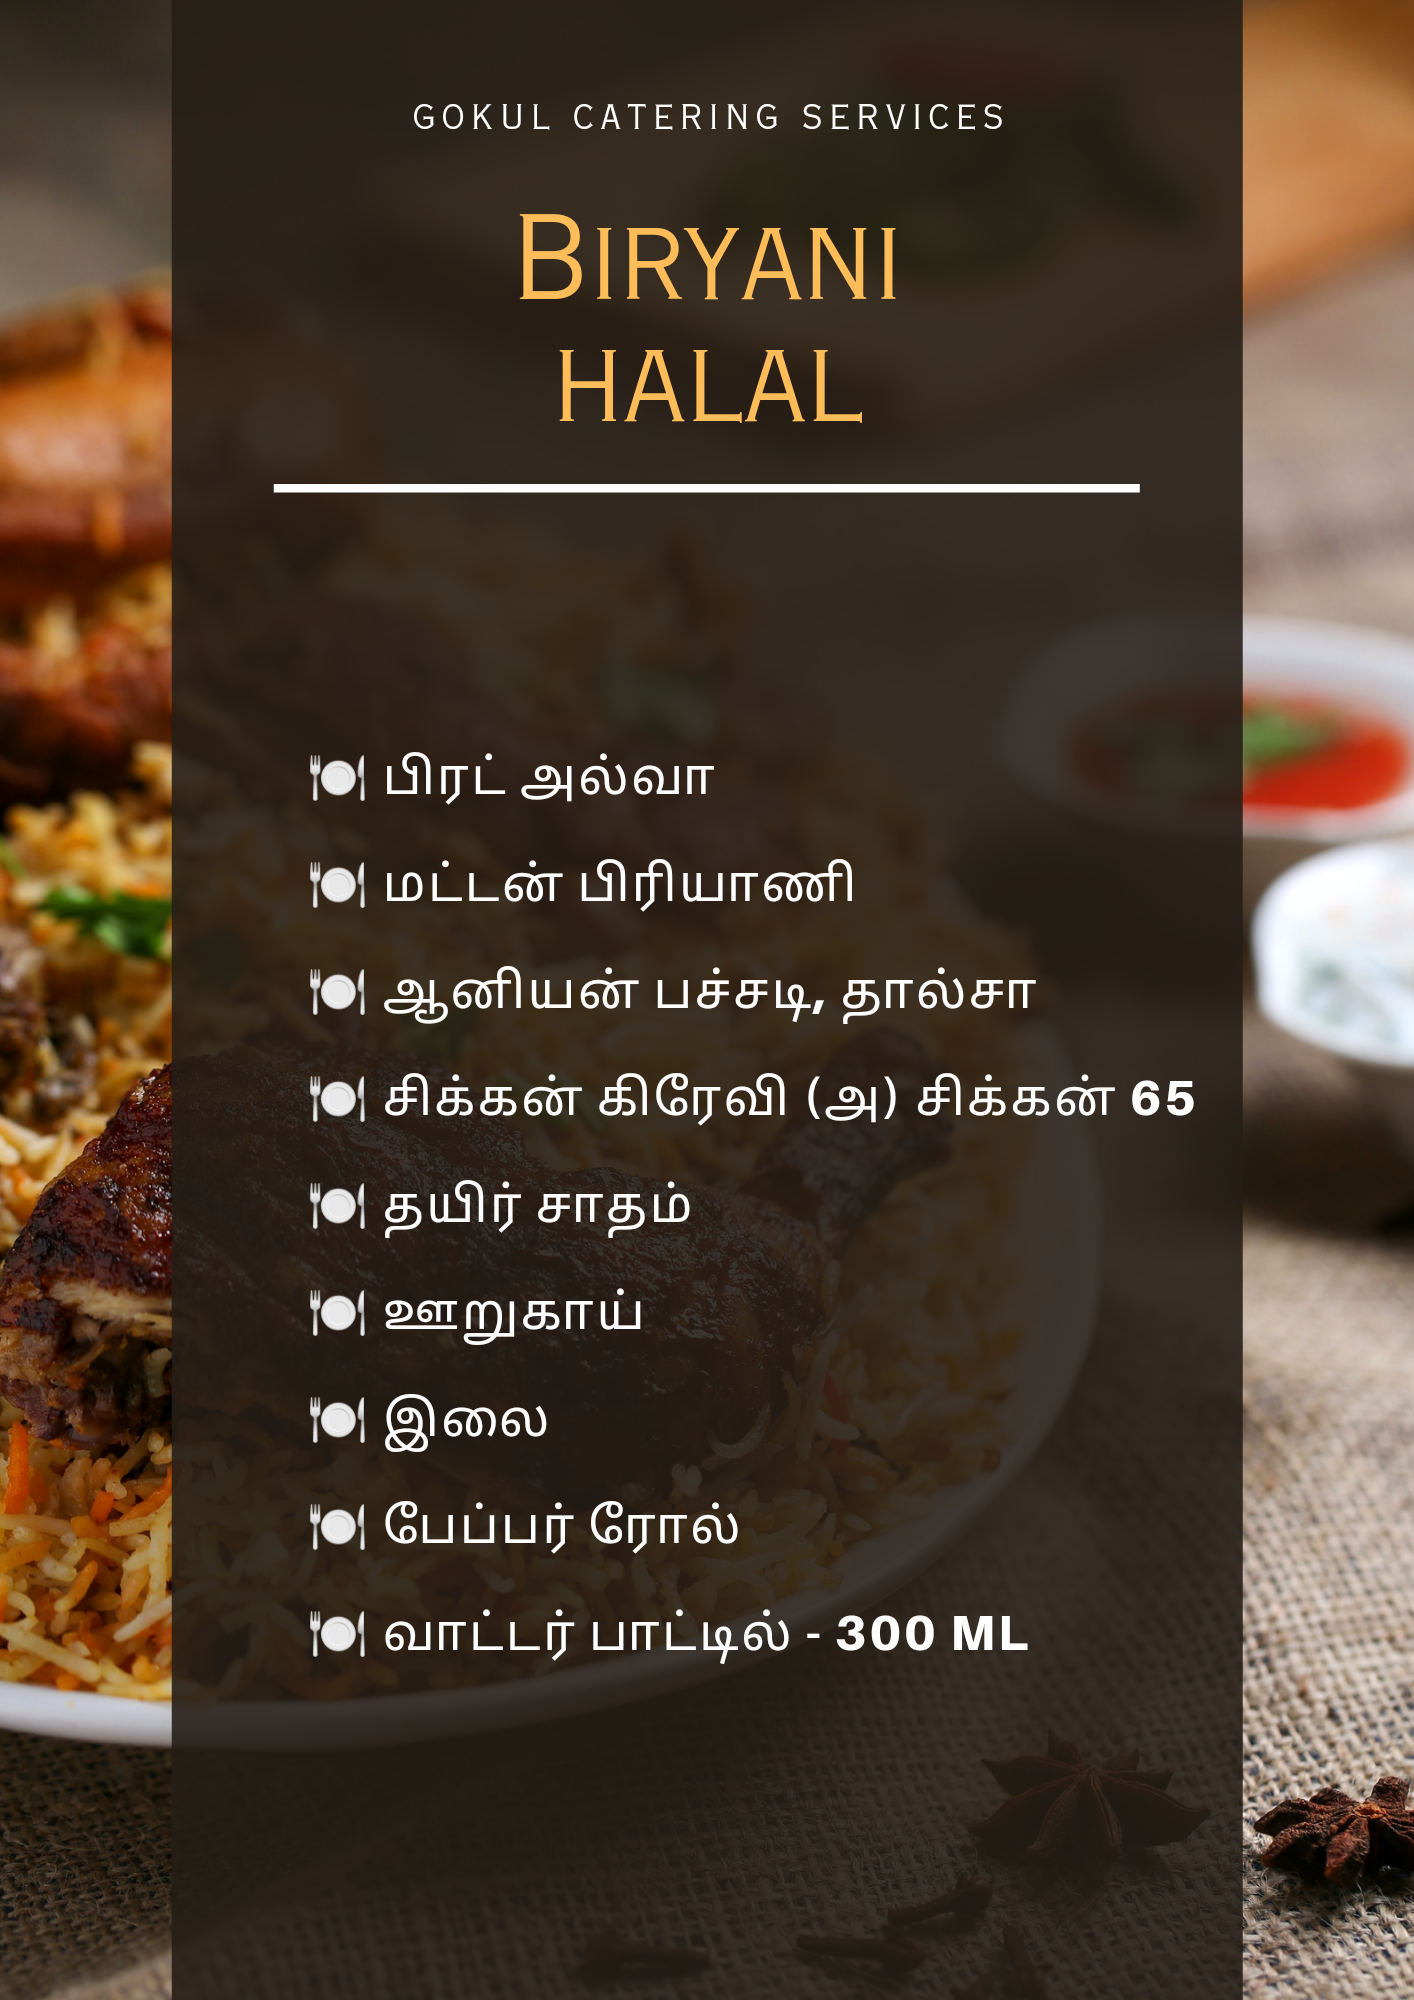 GOKUL CATERING SERVICES
BIRYANI
HALAL
🍽️ பிரட் அல்வா
🍽️ மட்டன் பிரியாணி
🍽️ ஆனியன் பச்சடி, தால்சா
🍽️ சிக்கன் கிரேவி (அ) சிக்கன் 65
🍽️ தயிர் சாதம்
🍽️ ஊறுகாய்
🍽️ இலை
🍽️ பேப்பர் ரோல்
🍽️ வாட்டர் பாட்டில் - 300 ML